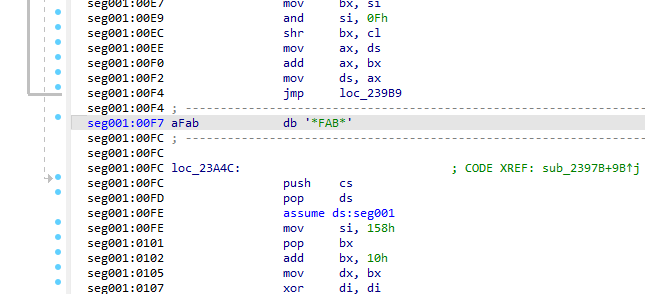 seg001:00E7 mov bx, si
seg001:00E9 and si, 0Fh
seg001:00EC shr bx, cl
seg001:00EE mov ax, ds
seg001:00F0 add ax, bx
seg001:00F2 mov ds, ax
seg001:00F4 jmp loc_239B9
seg001:00F4 ; ---------------------------------------------------------------------------
seg001:00F7 aFab db '*FAB*'
seg001:00FC ; ---------------------------------------------------------------------------
seg001:00FC
seg001:00FC loc_23A4C: ; CODE XREF: sub_2397B+9B↑j
seg001:00FC push cs
seg001:00FD pop ds
seg001:00FE assume ds:seg001
seg001:00FE mov si, 158h
seg001:0101 pop bx
seg001:0102 add bx, 10h
seg001:0105 mov dx, bx
seg001:0107 xor di, di